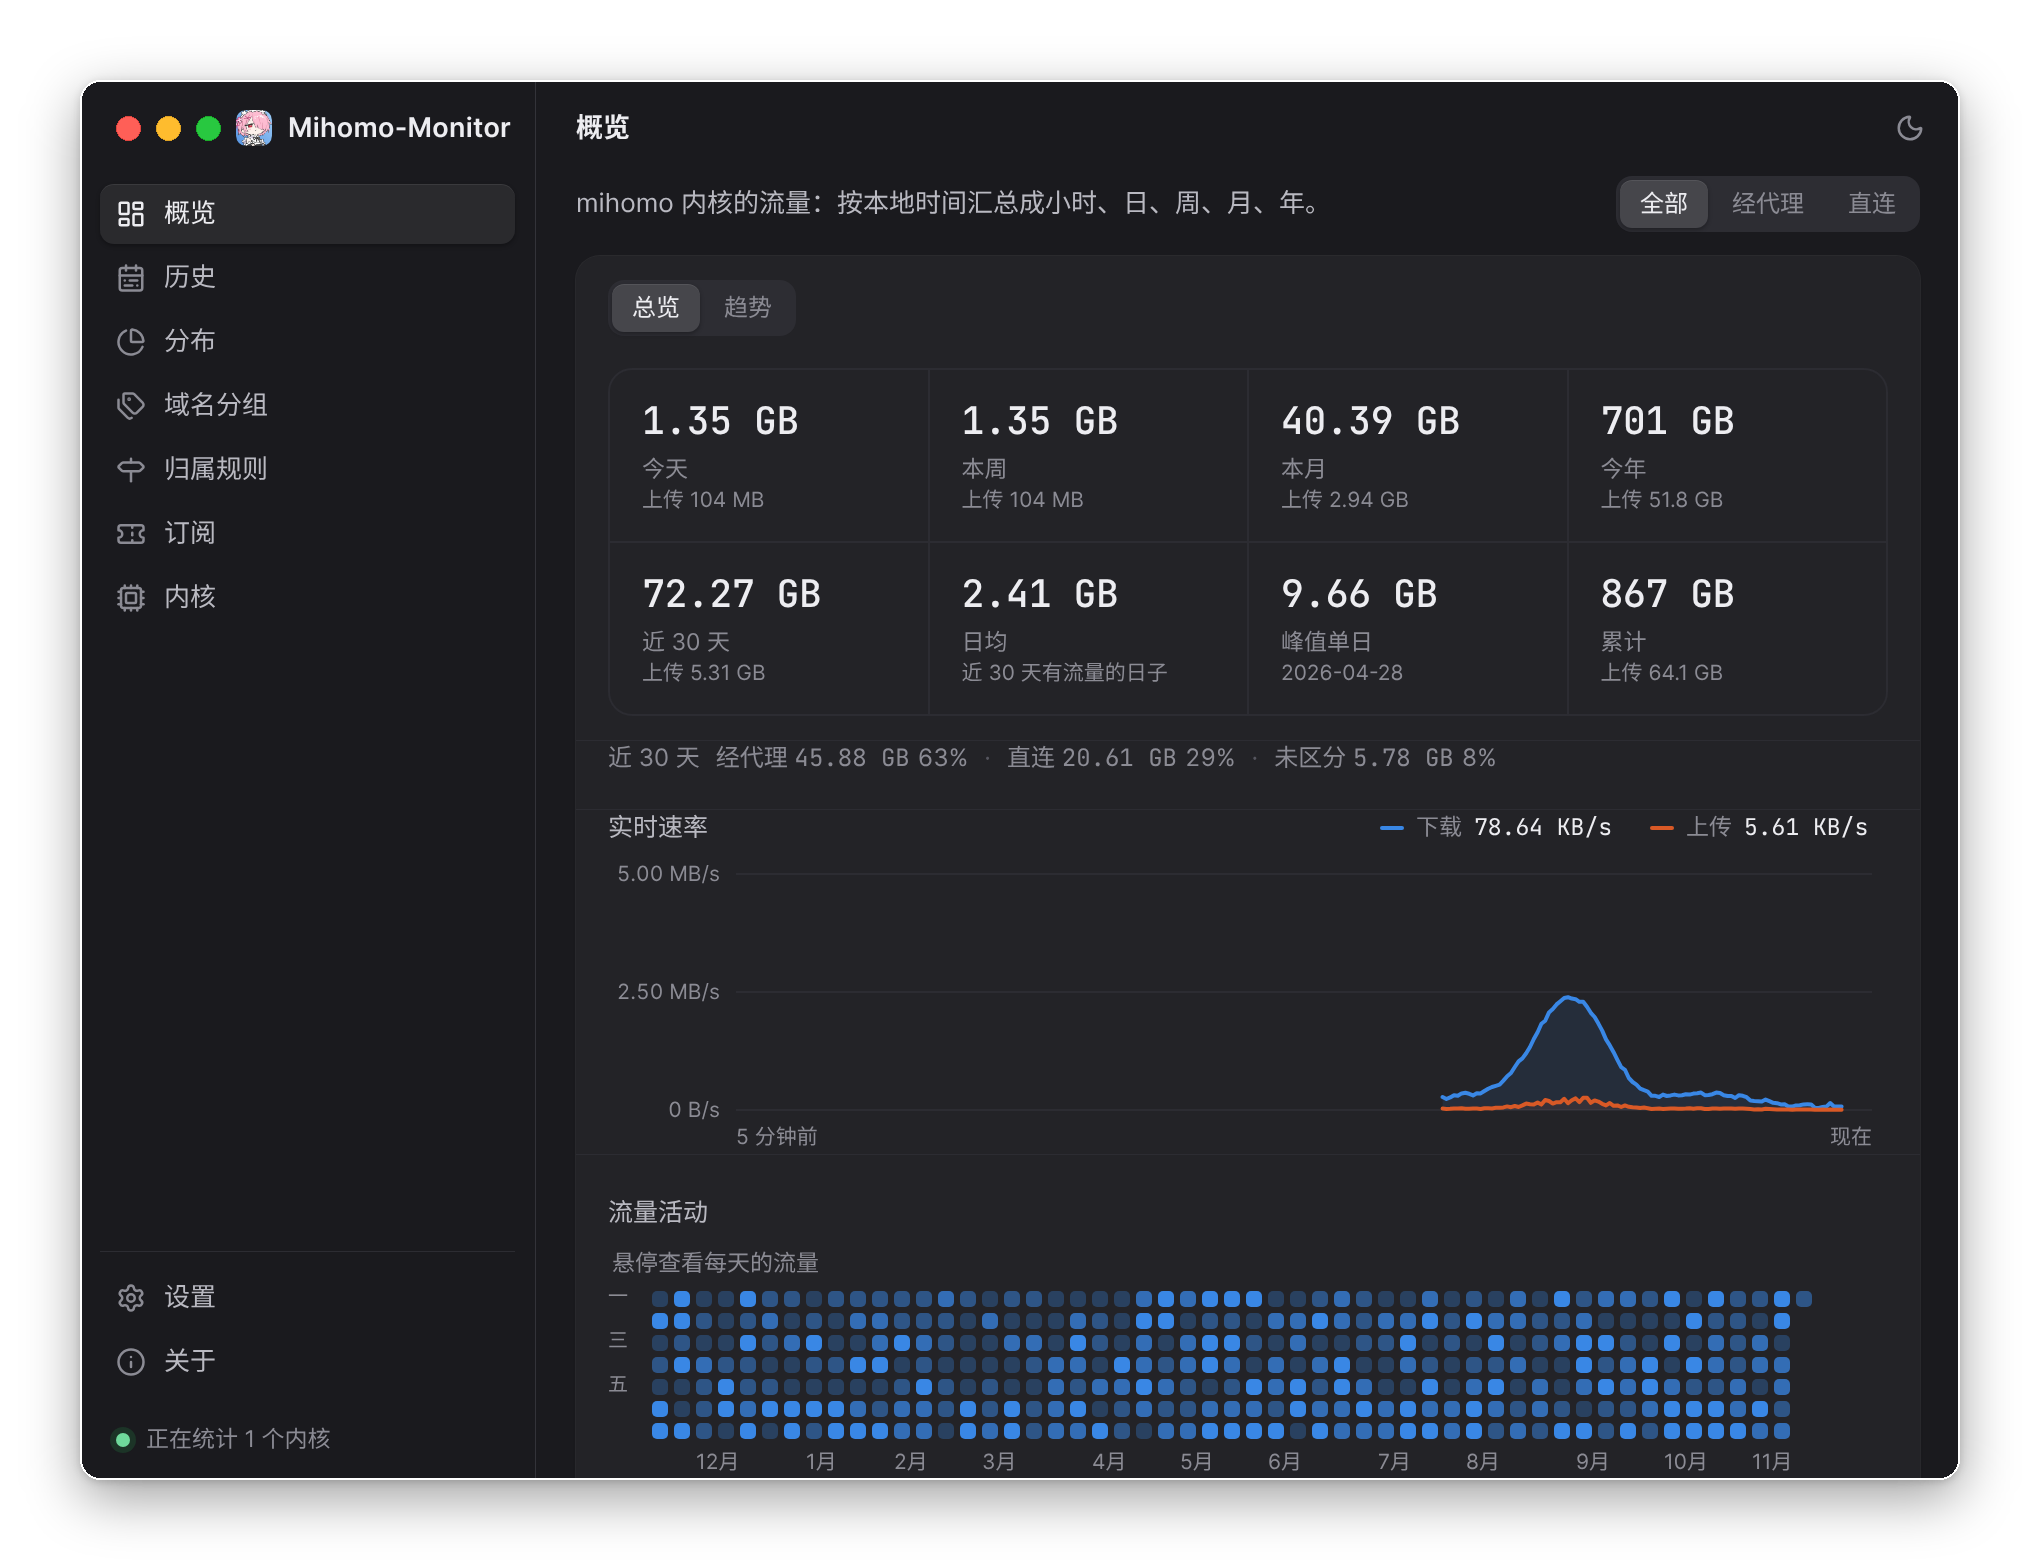 Mihomo-Monitor
概览
历史
分布
域名分组
归属规则
订阅
内核
设置
关于
正在统计 1 个内核
概览
mihomo 内核的流量：按本地时间汇总成小时、日、周、月、年。
全部 经代理 直连
总览 趋势
1.35 GB
今天
上传 104 MB
1.35 GB
本周
上传 104 MB
40.39 GB
本月
上传 2.94 GB
701 GB
今年
上传 51.8 GB
72.27 GB
近 30 天
上传 5.31 GB
2.41 GB
日均
近 30 天有流量的日子
9.66 GB
峰值单日
2026-04-28
867 GB
累计
上传 64.1 GB
近 30 天 经代理 45.88 GB 63% · 直连 20.61 GB 29% · 未区分 5.78 GB 8%
实时速率
下载 78.64 KB/s 上传 5.61 KB/s
5.00 MB/s
2.50 MB/s
0 B/s
5 分钟前 现在
流量活动
悬停查看每天的流量
一
三
五
12月 1月 2月 3月 4月 5月 6月 7月 8月 9月 10月 11月